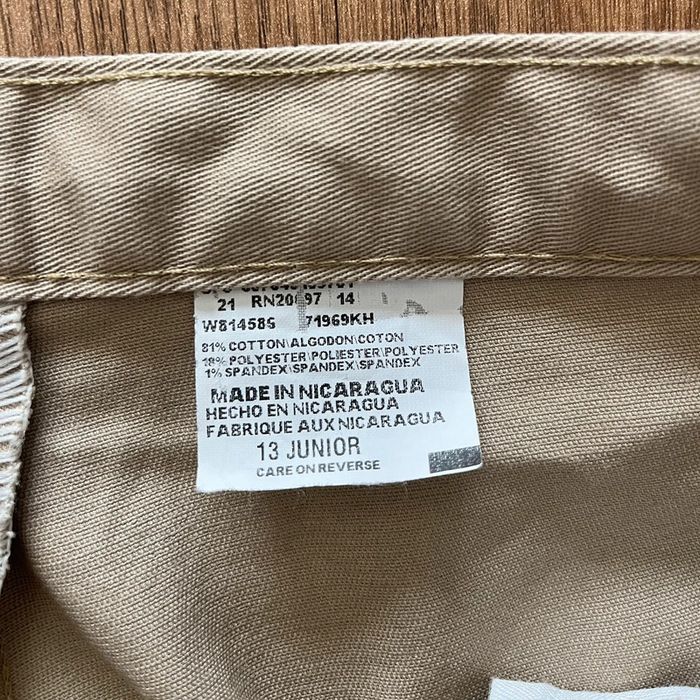 21 RN20697 14
W814586 71969KH
81% COTTON\ALGODON\COTON
18% POLYESTER\POLIESTER\POLYESTER
1% SPANDEX\SPANDEX\SPANDEX
MADE IN NICARAGUA
HECHO EN NICARAGUA
FABRIQUE AUX NICARAGUA
13 JUNIOR
CARE ON REVERSE